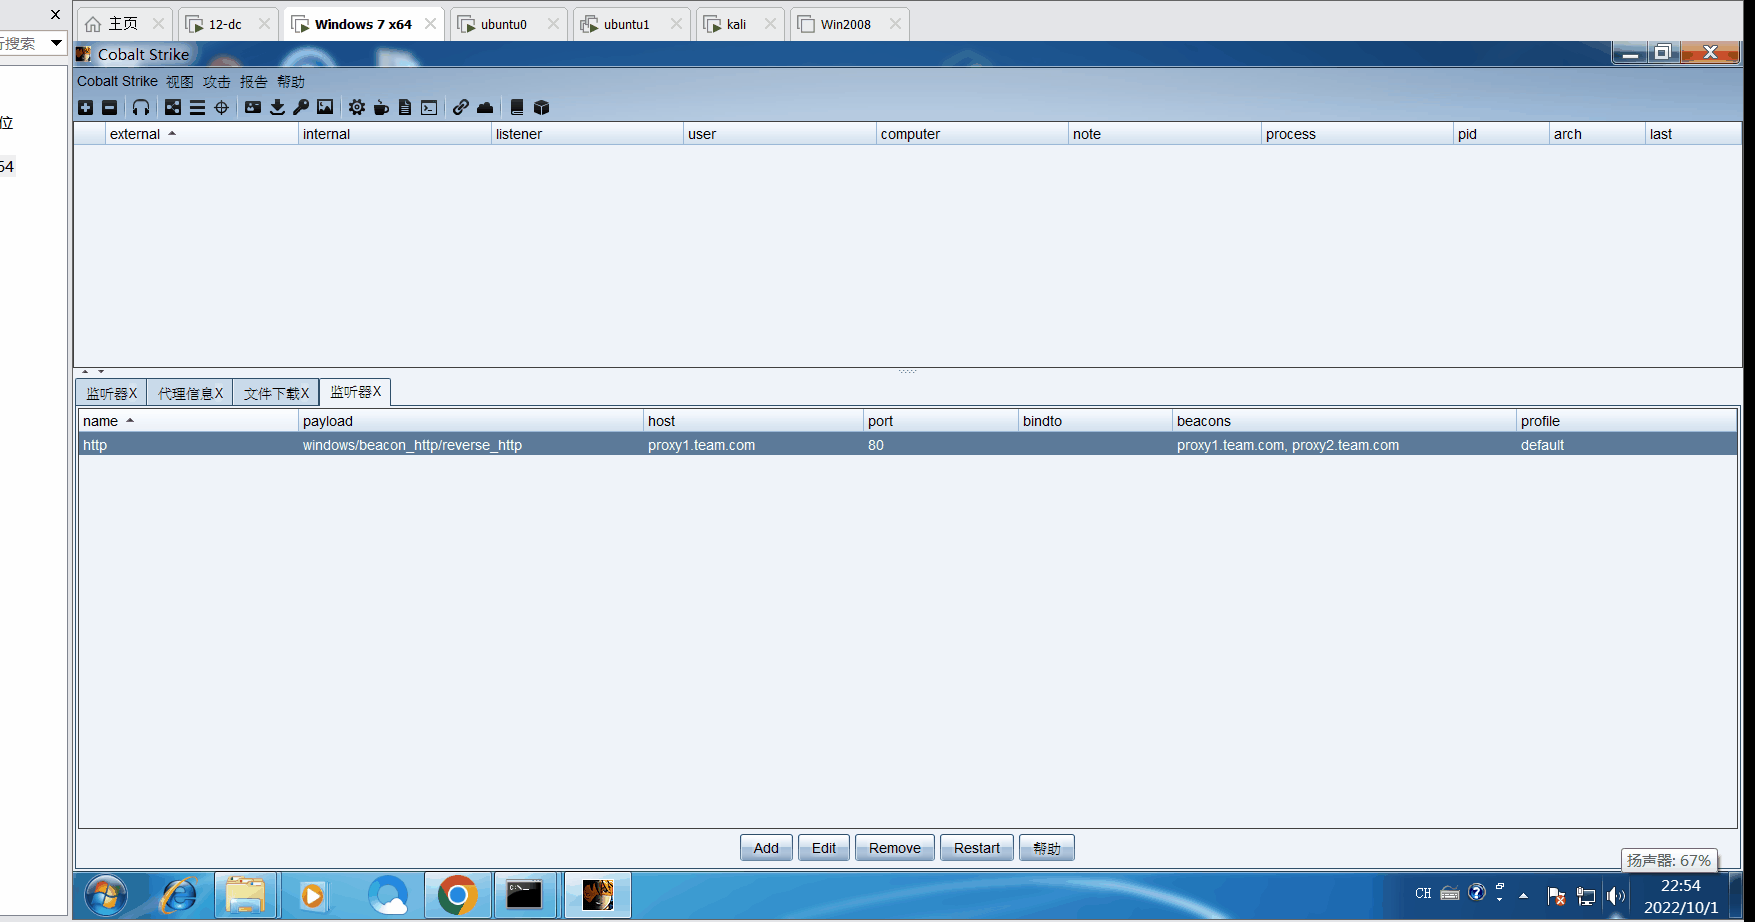 主页 12-dc Windows 7 x64 ubuntu0 ubuntu1 kali Win2008
行搜索
位
64
Cobalt Strike
Cobalt Strike 视图 攻击 报告 帮助
external internal listener user computer note process pid arch last
监听器X 代理信息X 文件下载X 监听器X
name payload host port bindto beacons profile
http windows/beacon_http/reverse_http proxy1.team.com 80 proxy1.team.com, proxy2.team.com default
Add Edit Remove Restart 帮助
扬声器: 67%
CH
22:54
2022/10/1